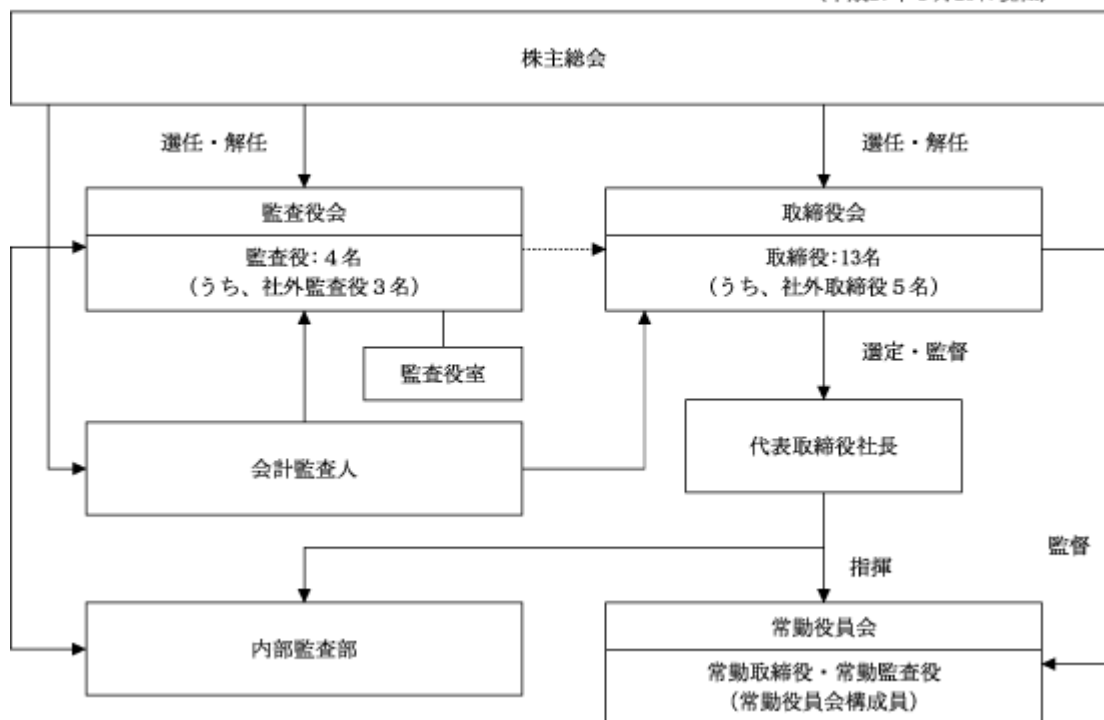 株主総会
選任・解任
選任・解任
監査役会
取締役会
監査役:4名
(うち、社外監査役3名)
取締役:13名
(うち、社外取締役5名)
監査役室
選定・監督
会計監査人
代表取締役社長
監督
指揮
内部監査部
常勤役員会
常勤取締役・常勤監査役
(常勤役員会構成員)